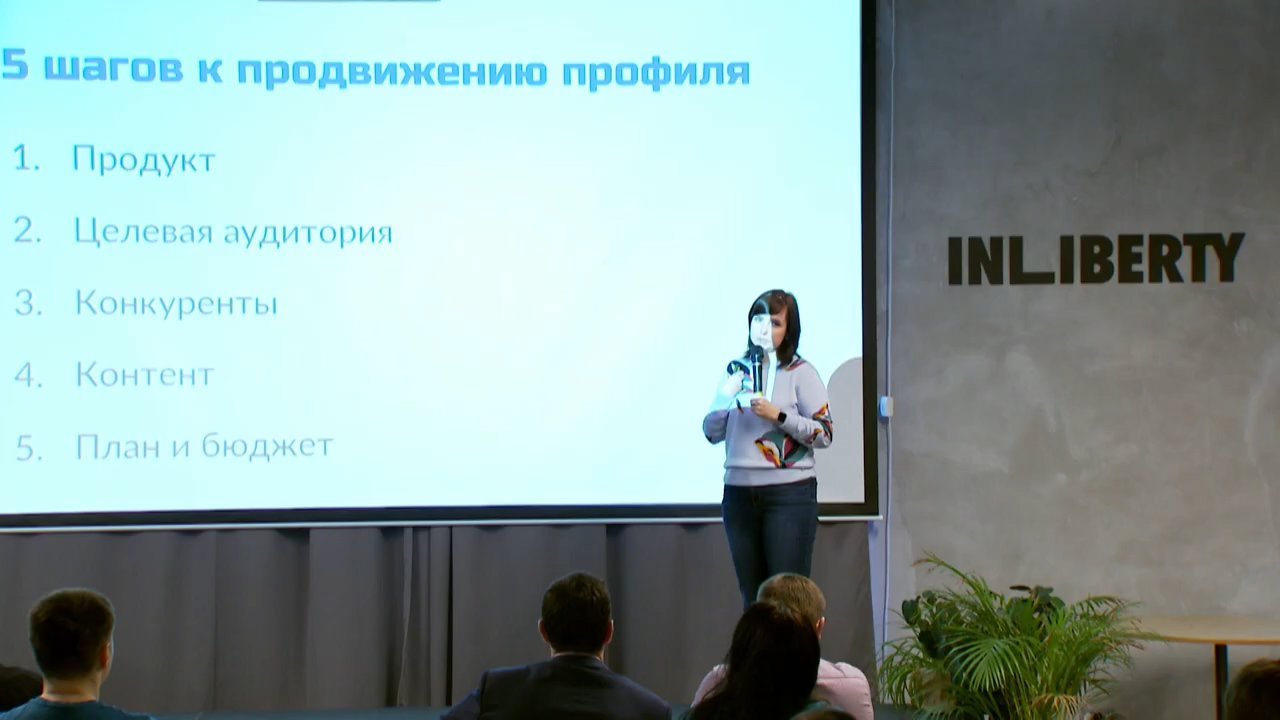 5 шагов к продвижению профиля
1. Продукт
2. Целевая аудитория
3. Конкуренты
4. Контент
5. План и бюджет
INLIBERTY